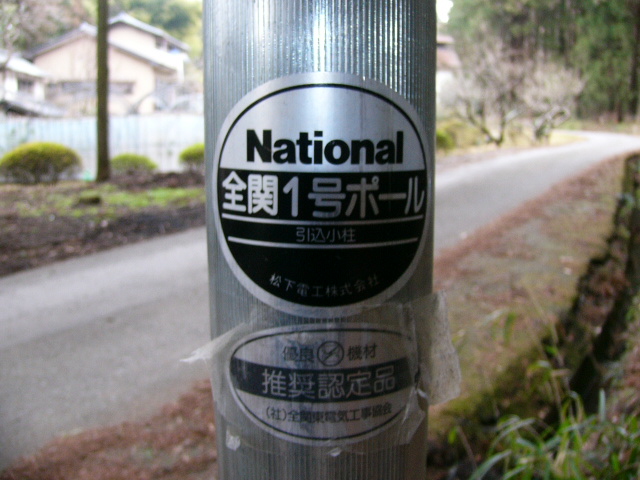 National
全関1号ポール
引込小柱
松下電工株式会社
優良 機材
推奨認定品
(社)全関東電気工事協会